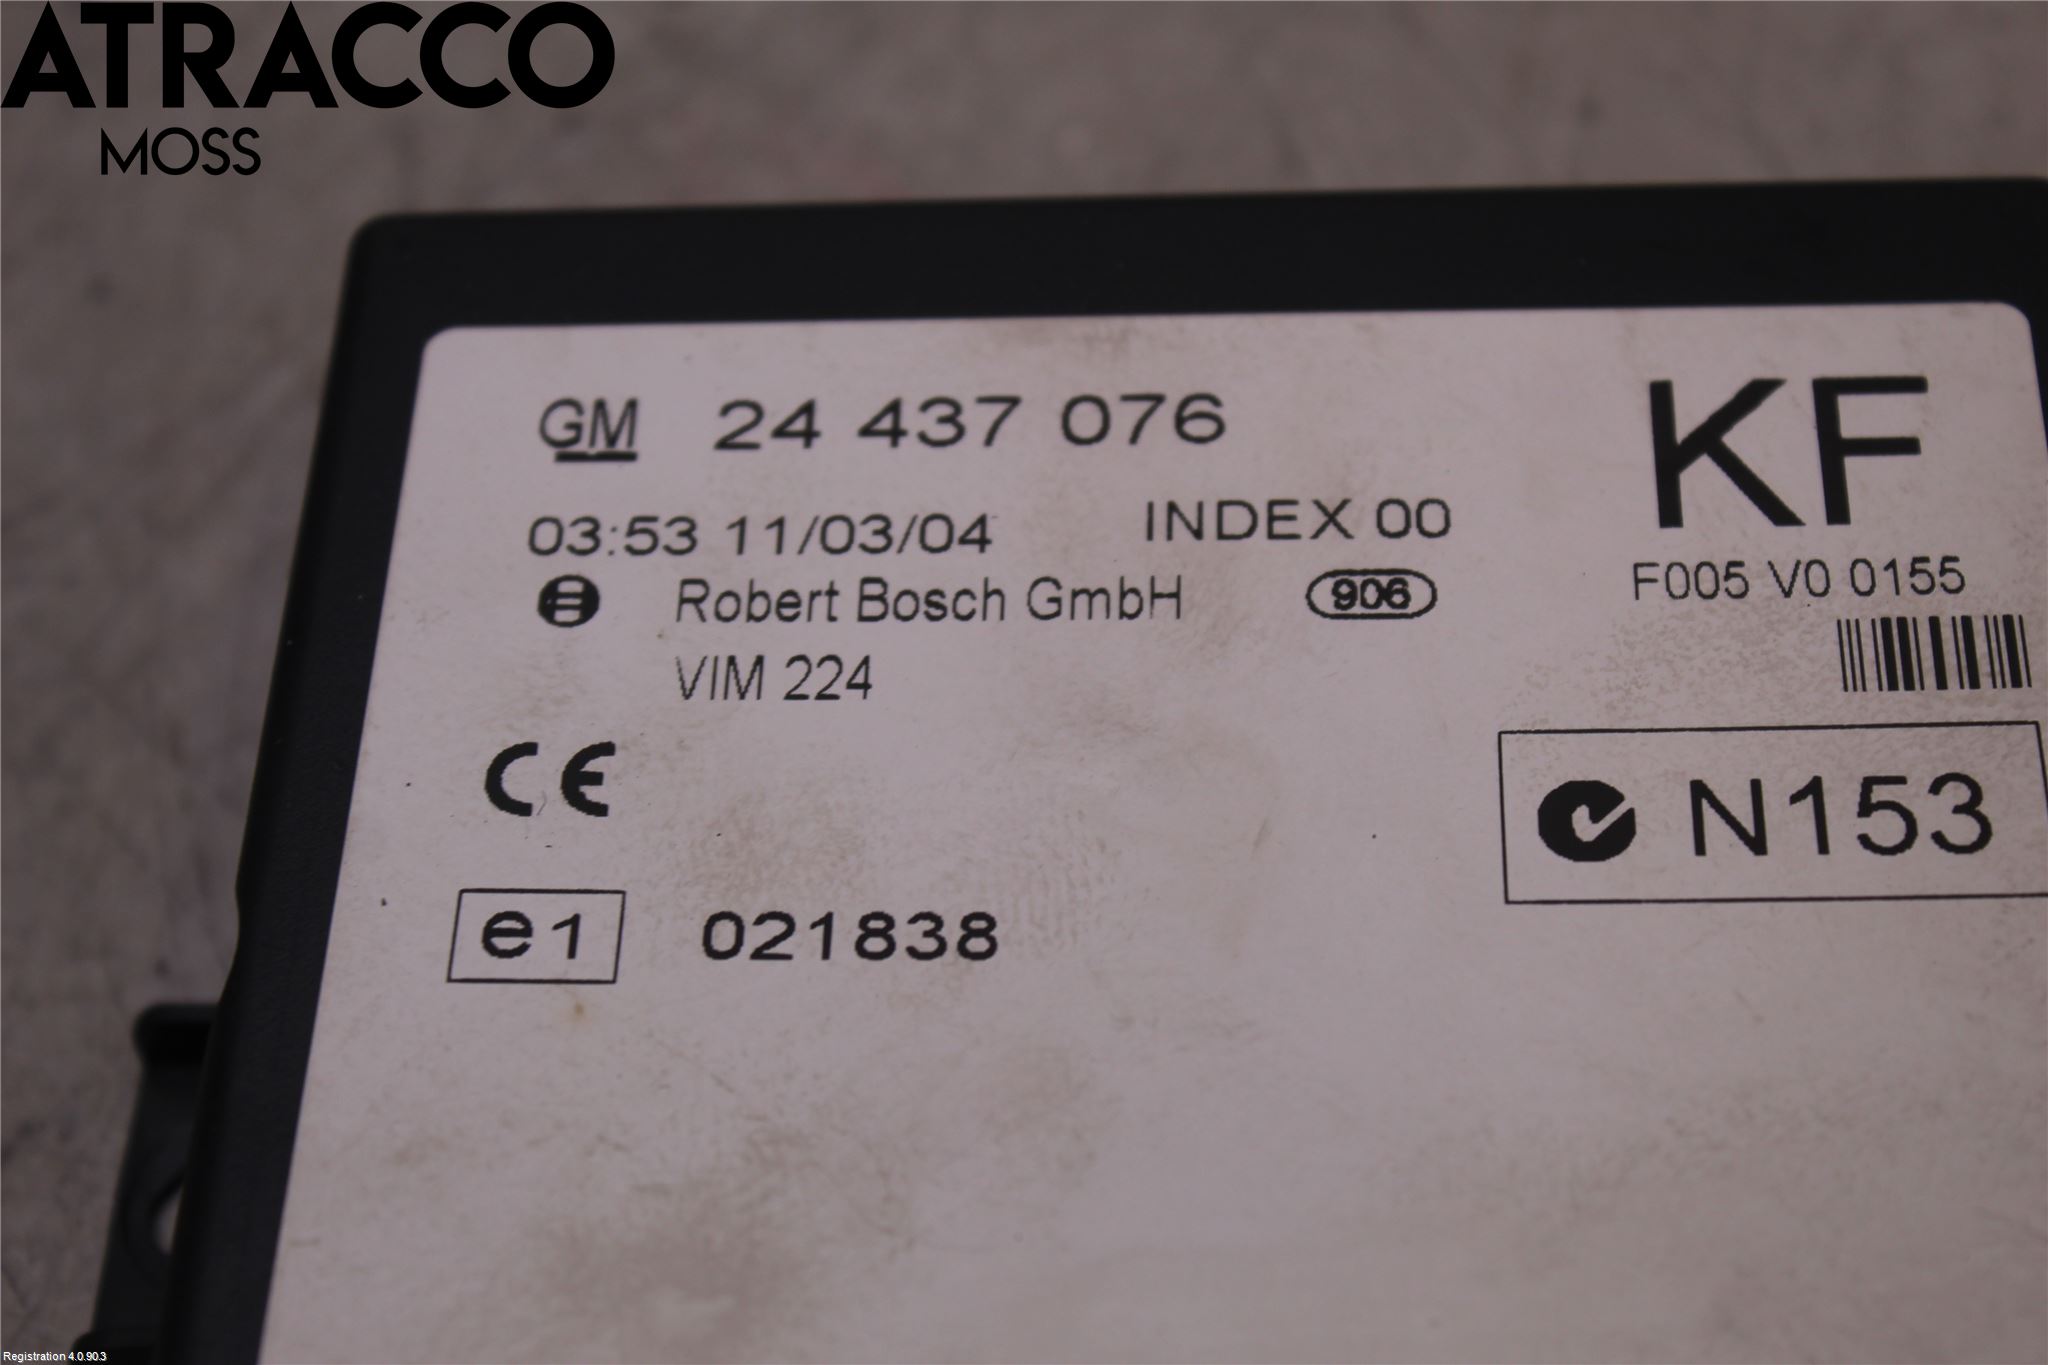 ATRACCO
MOSS
GM 24 437 076
KF
03:53 11/03/04 INDEX 00
F005 V0 0155
Robert Bosch GmbH 906
VIM 224
CE
N153
e1 021838
Registration 4.0.90.3